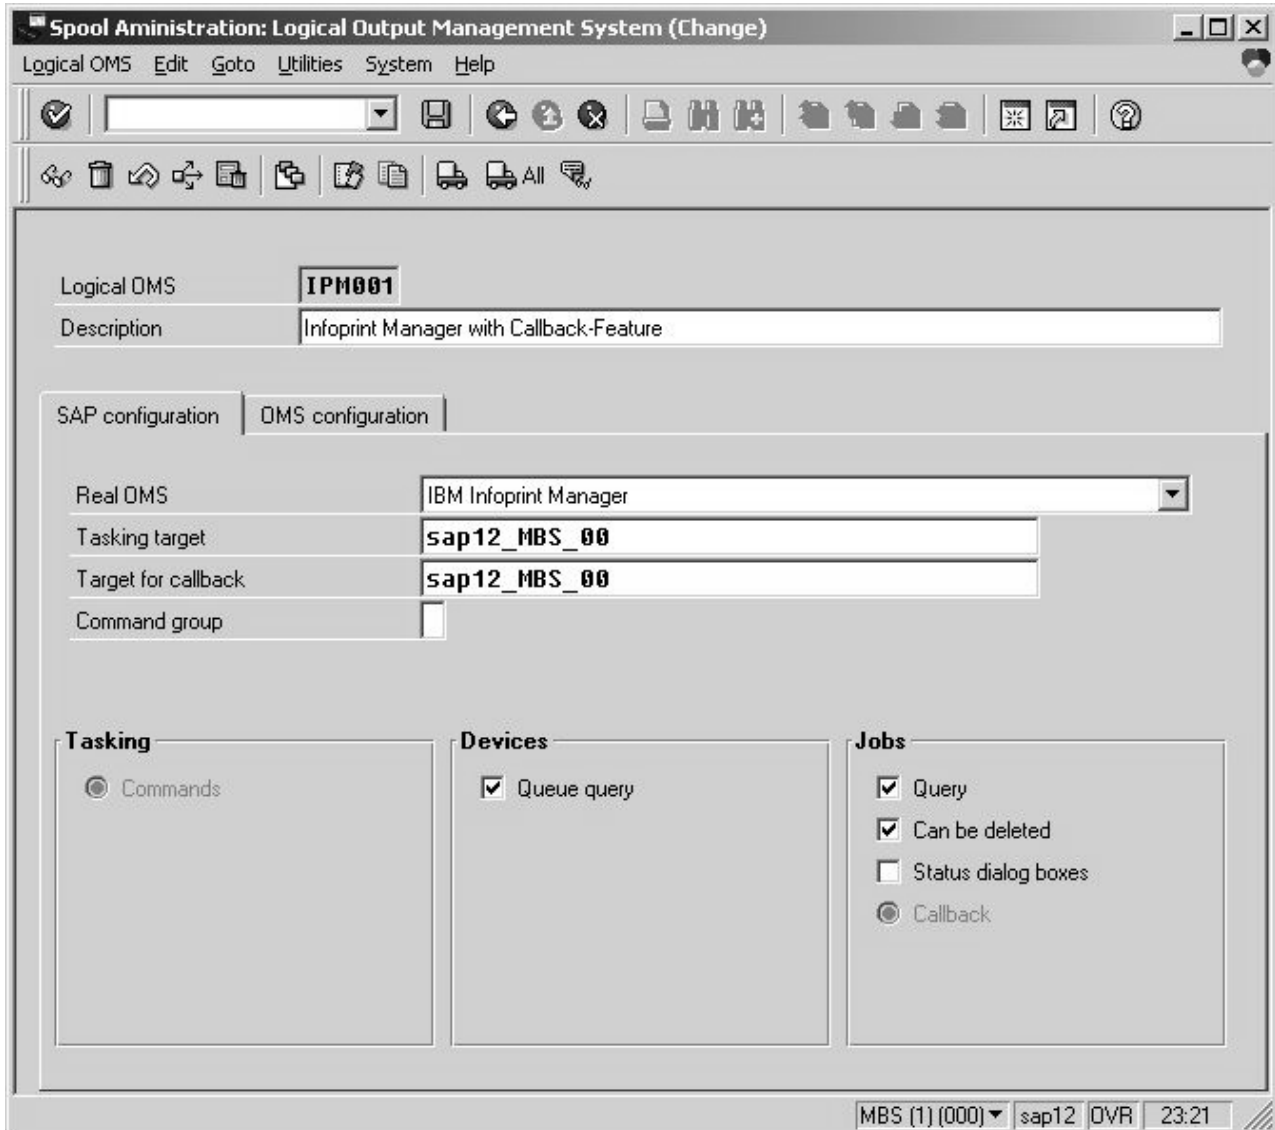 Spool Aministration: Logical Output Management System (Change)
Logical OMS Edit Goto Utilities System Help
All
Logical OMS IPM001
Description Infoprint Manager with Callback-Feature
SAP configuration OMS configuration
Real OMS IBM Infoprint Manager
Tasking target sap12_MBS_00
Target for callback sap12_MBS_00
Command group
Tasking Devices Jobs
Commands Queue query Query
Can be deleted
Status dialog boxes
Callback
MBS (1) (000) sap12 OVR 23:21